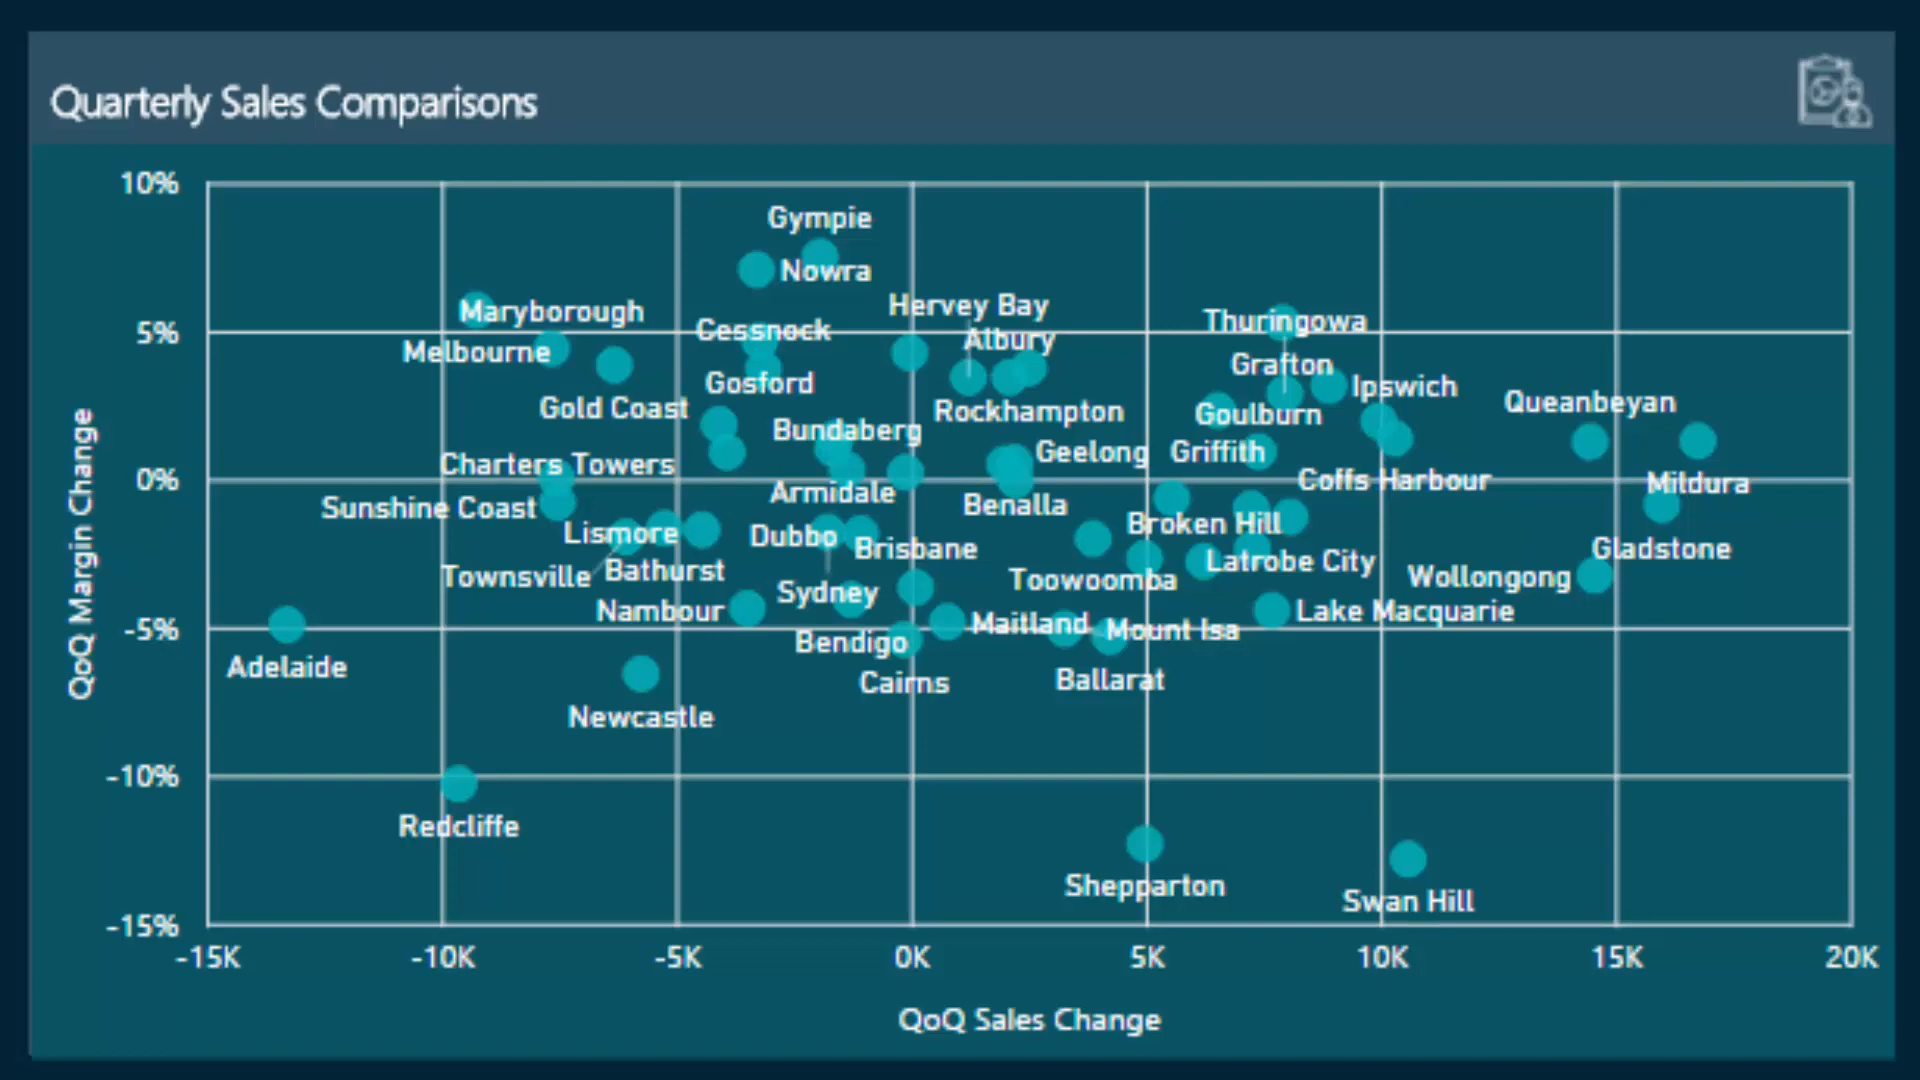 Quarterly Sales Comparisons
10%
Gympie
Nowra
Hervey Bay
Maryborough
Thuringowa
5%
Cessnock
Albury
Melbourne
Grafton
Gosford
Ipswich
Gold Coast
Rockhampton
Goulburn
Queanbeyan
Bundaberg
Geelong
Griffith
Charters Towers
0%
Coffs Harbour
Mildura
Armidale
Sunshine Coast
Benalla
Lismore
Dubbo
Broken Hill
Brisbane
Gladstone
Latrobe City
Townsville
Bathurst
Toowoomba
Wollongong
Sydney
Nambour
Lake Macquarie
-5%
Maitland
Mount Isa
Bendigo
Adelaide
Cairns
Ballarat
Newcastle
-10%
Redcliffe
Shepparton
Swan Hill
-15%
-15K -10K -5K 0K 5K 10K 15K 20K
QoQ Sales Change
QoQ Margin Change